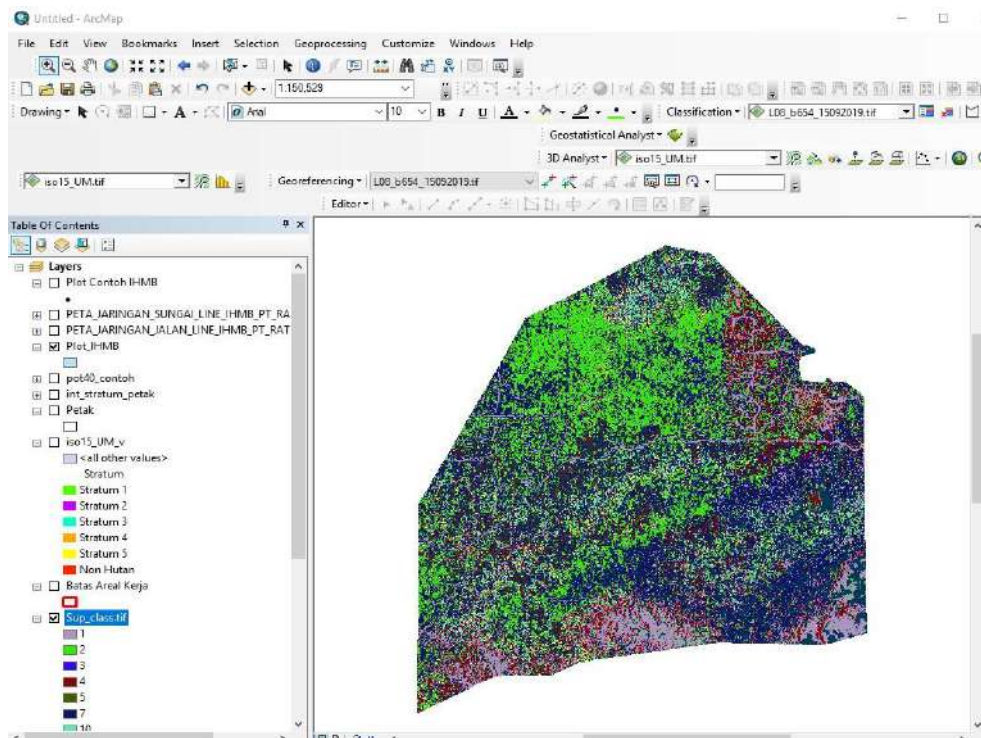 Untitled - ArcMap
File Edit View Bookmarks Insert Selection Geoprocessing Customize Windows Help
1:150,529
Drawing Arial 10 B I U A Classification L08_b654_15092019.tif
Geostatistical Analyst
3D Analyst iso15_UM.tif
iso15_UM.tif Georeferencing L08_b654_15092019.tif
Editor
Table Of Contents
Layers
Plot Contoh IHMB
PETA_JARINGAN_SUNGAI_LINE_IHMB_PT_RA
PETA_JARINGAN_JALAN_LINE_IHMB_PT_RAT
Plot_IHMB
pot40_contoh
int_stratum_petak
Petak
iso15_UM_v
<all other values>
Stratum
Stratum 1
Stratum 2
Stratum 3
Stratum 4
Stratum 5
Non Hutan
Batas Areal Kerja
Sup_class.tif
1
2
3
4
5
7
10